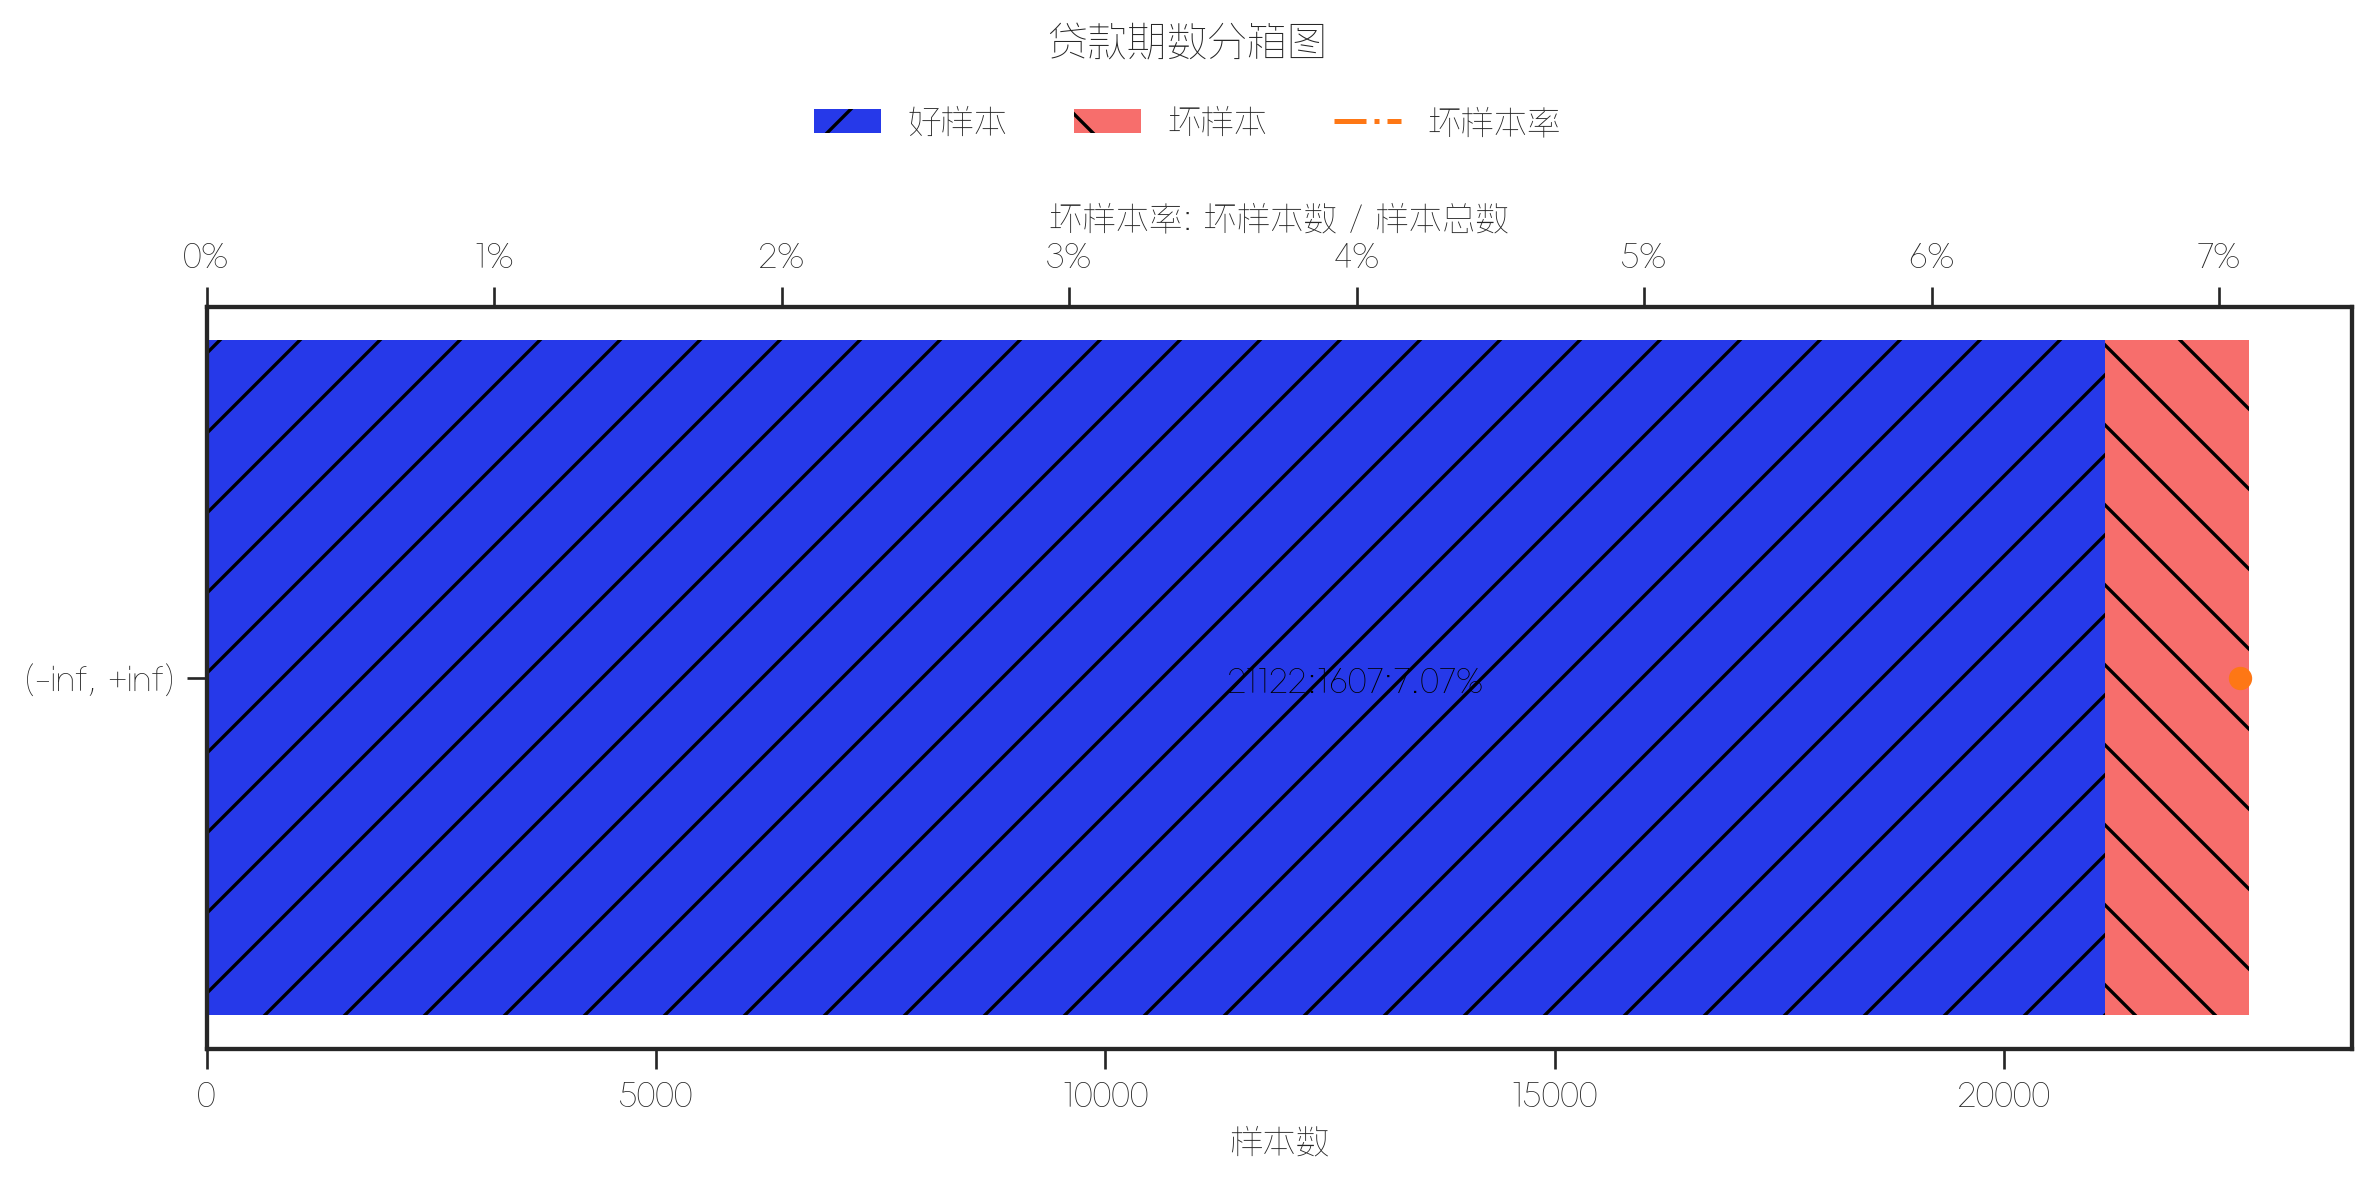 贷款期数分箱图
好样本 坏样本 坏样本率
坏样本率: 坏样本数 / 样本总数
0% 1% 2% 3% 4% 5% 6% 7%
(-inf, +inf)
21122:1607:7.07%
0 5000 10000 15000 20000
样本数